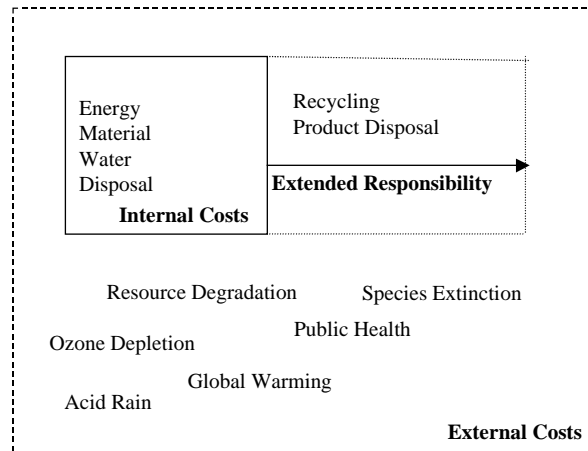 Energy
Material
Water
Disposal
Internal Costs
Recycling
Product Disposal
Extended Responsibility
Resource Degradation
Species Extinction
Public Health
Ozone Depletion
Global Warming
Acid Rain
External Costs